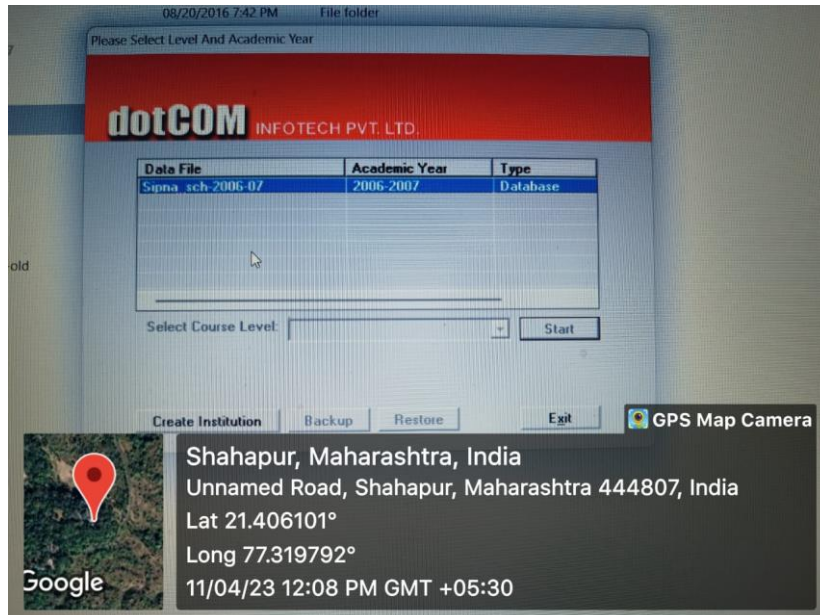 08/20/2016 7:42 PM File folder
Please Select Level And Academic Year
7
dotCOM INFOTECH PVT. LTD.
Data File Academic Year Type
Sipna_sch-2006-07 2006-2007 Database
old
Select Course Level: Start
Create Institution Backup Restore Exit
GPS Map Camera
Shahapur, Maharashtra, India
Unnamed Road, Shahapur, Maharashtra 444807, India
Lat 21.406101°
Long 77.319792°
11/04/23 12:08 PM GMT +05:30
Google